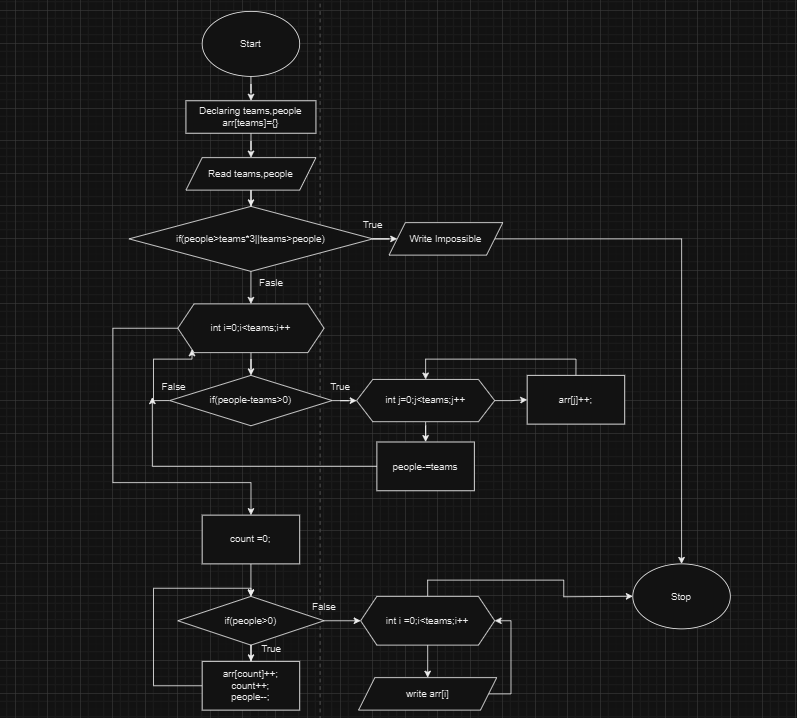 Start
Declaring teams,people
arr[teams]={}
Read teams,people
if(people>teams*3||teams>people)
True
Write Impossible
Fasle
int i=0;i<teams;i++
False
if(people-teams>0)
True
int j=0;j<teams;j++
arr[j]++;
people-=teams
count =0;
if(people>0)
False
int i =0;i<teams;i++
Stop
True
arr[count]++;
count++;
people--;
write arr[i]